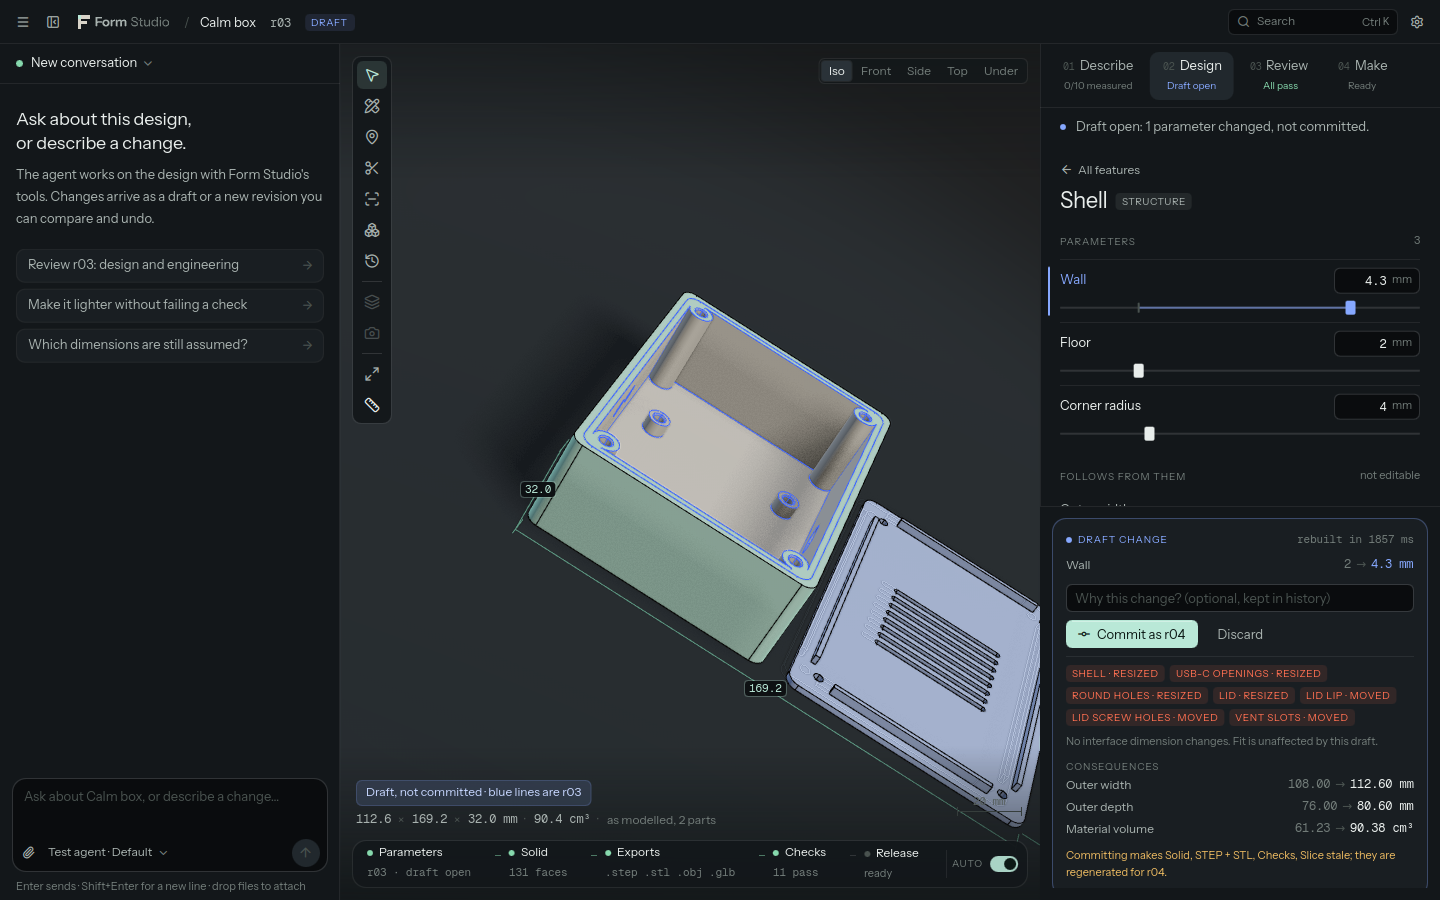 Form Studio / Calm box r03 DRAFT
Search Ctrl K
New conversation
Ask about this design,
or describe a change.
The agent works on the design with Form Studio's
tools. Changes arrive as a draft or a new revision you
can compare and undo.
Review r03: design and engineering →
Make it lighter without failing a check →
Which dimensions are still assumed? →
Ask about Calm box, or describe a change...
Test agent · Default
Enter sends · Shift+Enter for a new line · drop files to attach
Iso Front Side Top Under
32.0
169.2
Draft, not committed · blue lines are r03
112.6 × 169.2 × 32.0 mm · 90.4 cm³ · as modelled, 2 parts
Parameters
r03 · draft open
Solid
131 faces
Exports
.step .stl .obj .glb
Checks
11 pass
Release
ready
AUTO
01 Describe
0/10 measured
02 Design
Draft open
03 Review
All pass
04 Make
Ready
Draft open: 1 parameter changed, not committed.
← All features
Shell STRUCTURE
PARAMETERS 3
Wall 4.3 mm
Floor 2 mm
Corner radius 4 mm
FOLLOWS FROM THEM not editable
DRAFT CHANGE rebuilt in 1857 ms
Wall 2 → 4.3 mm
Why this change? (optional, kept in history)
Commit as r04 Discard
SHELL · RESIZED USB-C OPENINGS · RESIZED
ROUND HOLES · RESIZED LID · RESIZED LID LIP · MOVED
LID SCREW HOLES · MOVED VENT SLOTS · MOVED
No interface dimension changes. Fit is unaffected by this draft.
CONSEQUENCES
Outer width 108.00 → 112.60 mm
Outer depth 76.00 → 80.60 mm
Material volume 61.23 → 90.38 cm³
Committing makes Solid, STEP + STL, Checks, Slice stale; they are
regenerated for r04.